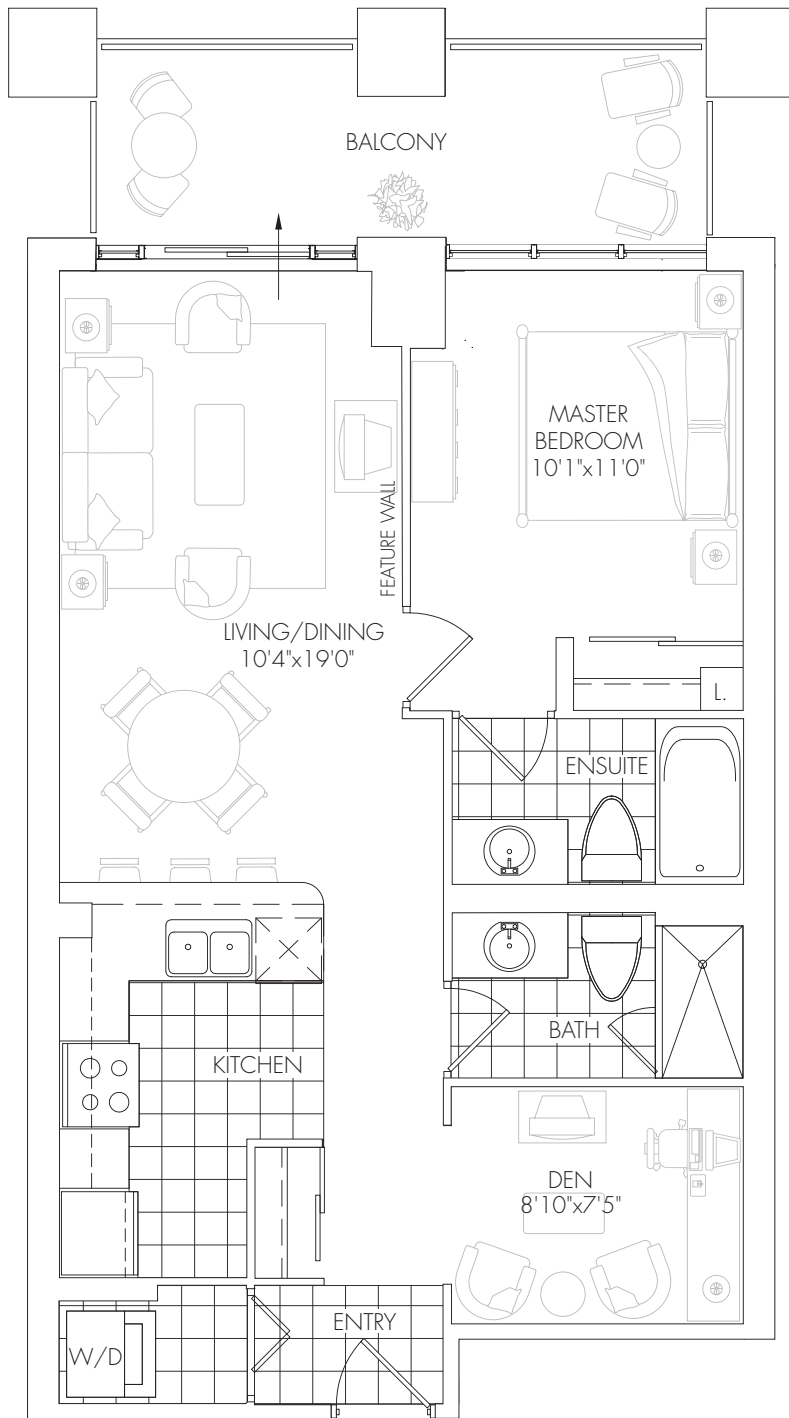 BALCONY
MASTER
BEDROOM
10'1"x11'0"
FEATURE WALL
LIVING/DINING
10'4"x19'0"
L.
ENSUITE
BATH
KITCHEN
DEN
8'10"x7'5"
ENTRY
W/D